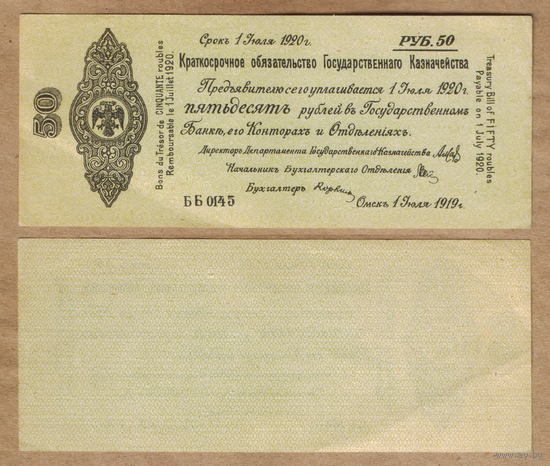 Срокъ 1 Іюля 1920 г.
РУБ. 50
Краткосрочное обязательство Государственнаго Казначейства
Предъявителю сего уплачивается 1 Іюля 1920 г.
пятьдесятъ рублей въ Государственномъ
Банкѣ, его Конторахъ и Отдѣленіяхъ.
Директоръ Департамента Государственнаго Казначейства
Начальникъ Бухгалтерскаго Отдѣленія
Бухгалтеръ
ББ 0145
Омскъ 1 Іюля 1919 г.
50
Bons du Trésor de CINQUANTE roubles
Remboursable le 1 Juillet 1920.
Treasury Bill of FIFTY roubles
Payable on 1 July 1920.